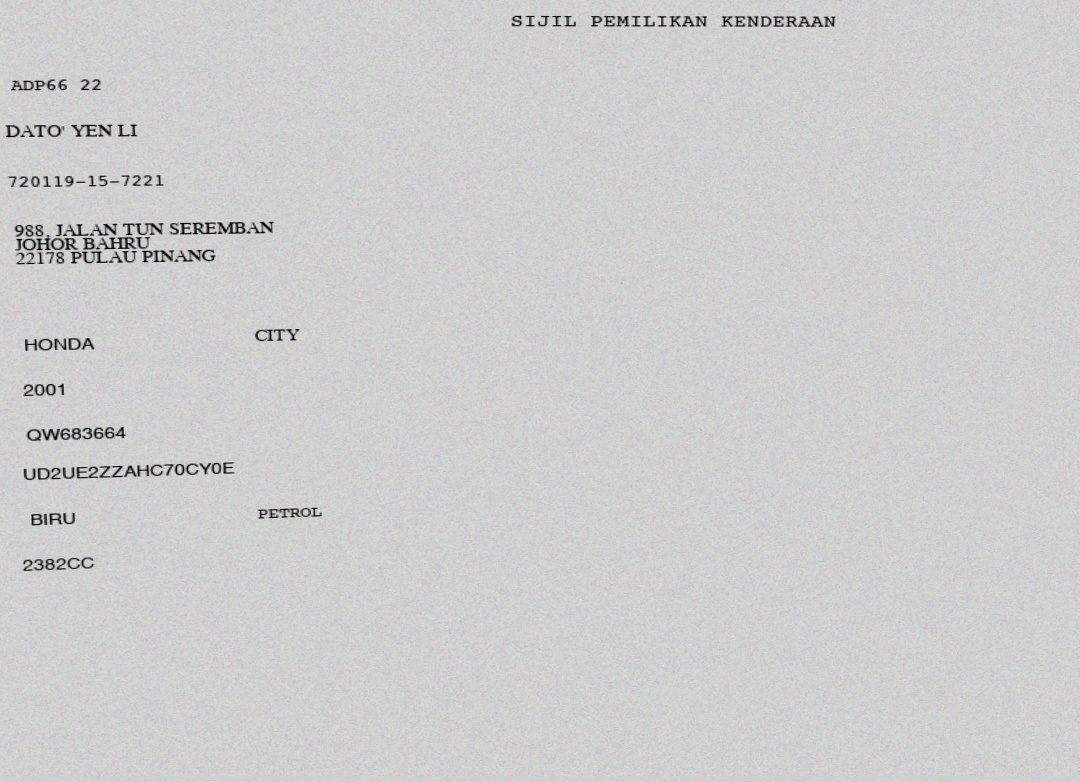 SIJIL PEMILIKAN KENDERAAN
ADP66 22
DATO' YEN LI
720119-15-7221
988, JALAN TUN SEREMBAN
JOHOR BAHRU
22178 PULAU PINANG
HONDA CITY
2001
QW683664
UD2UE2ZZAHC70CY0E
BIRU PETROL
2382CC